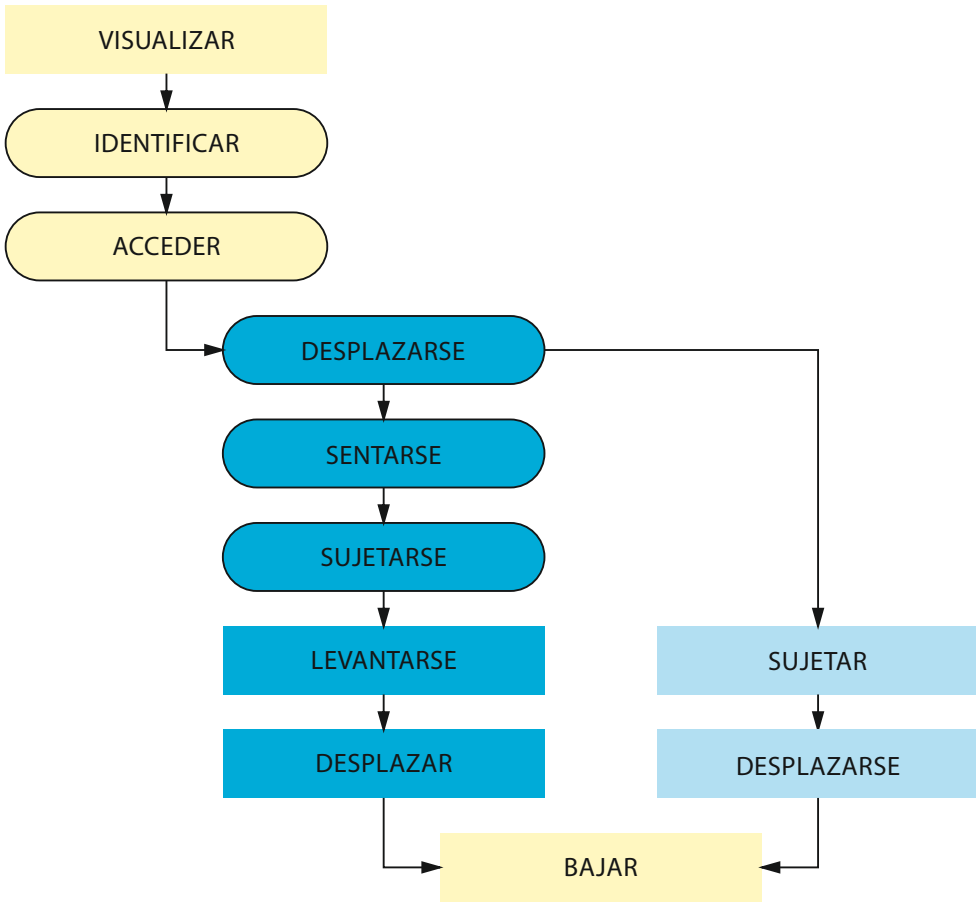 VISUALIZAR
IDENTIFICAR
ACCEDER
DESPLAZARSE
SENTARSE
SUJETARSE
LEVANTARSE
DESPLAZAR
SUJETAR
DESPLAZARSE
BAJAR